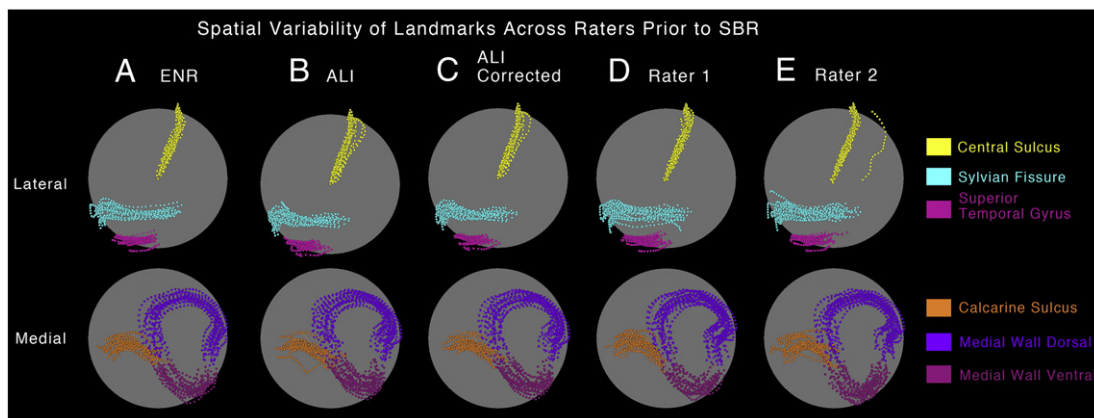 Spatial Variability of Landmarks Across Raters Prior to SBR
A ENR
B ALI
C ALI
Corrected
D Rater 1
E Rater 2
Lateral
Central Sulcus
Sylvian Fissure
Superior
Temporal Gyrus
Medial
Calcarine Sulcus
Medial Wall Dorsal
Medial Wall Ventral